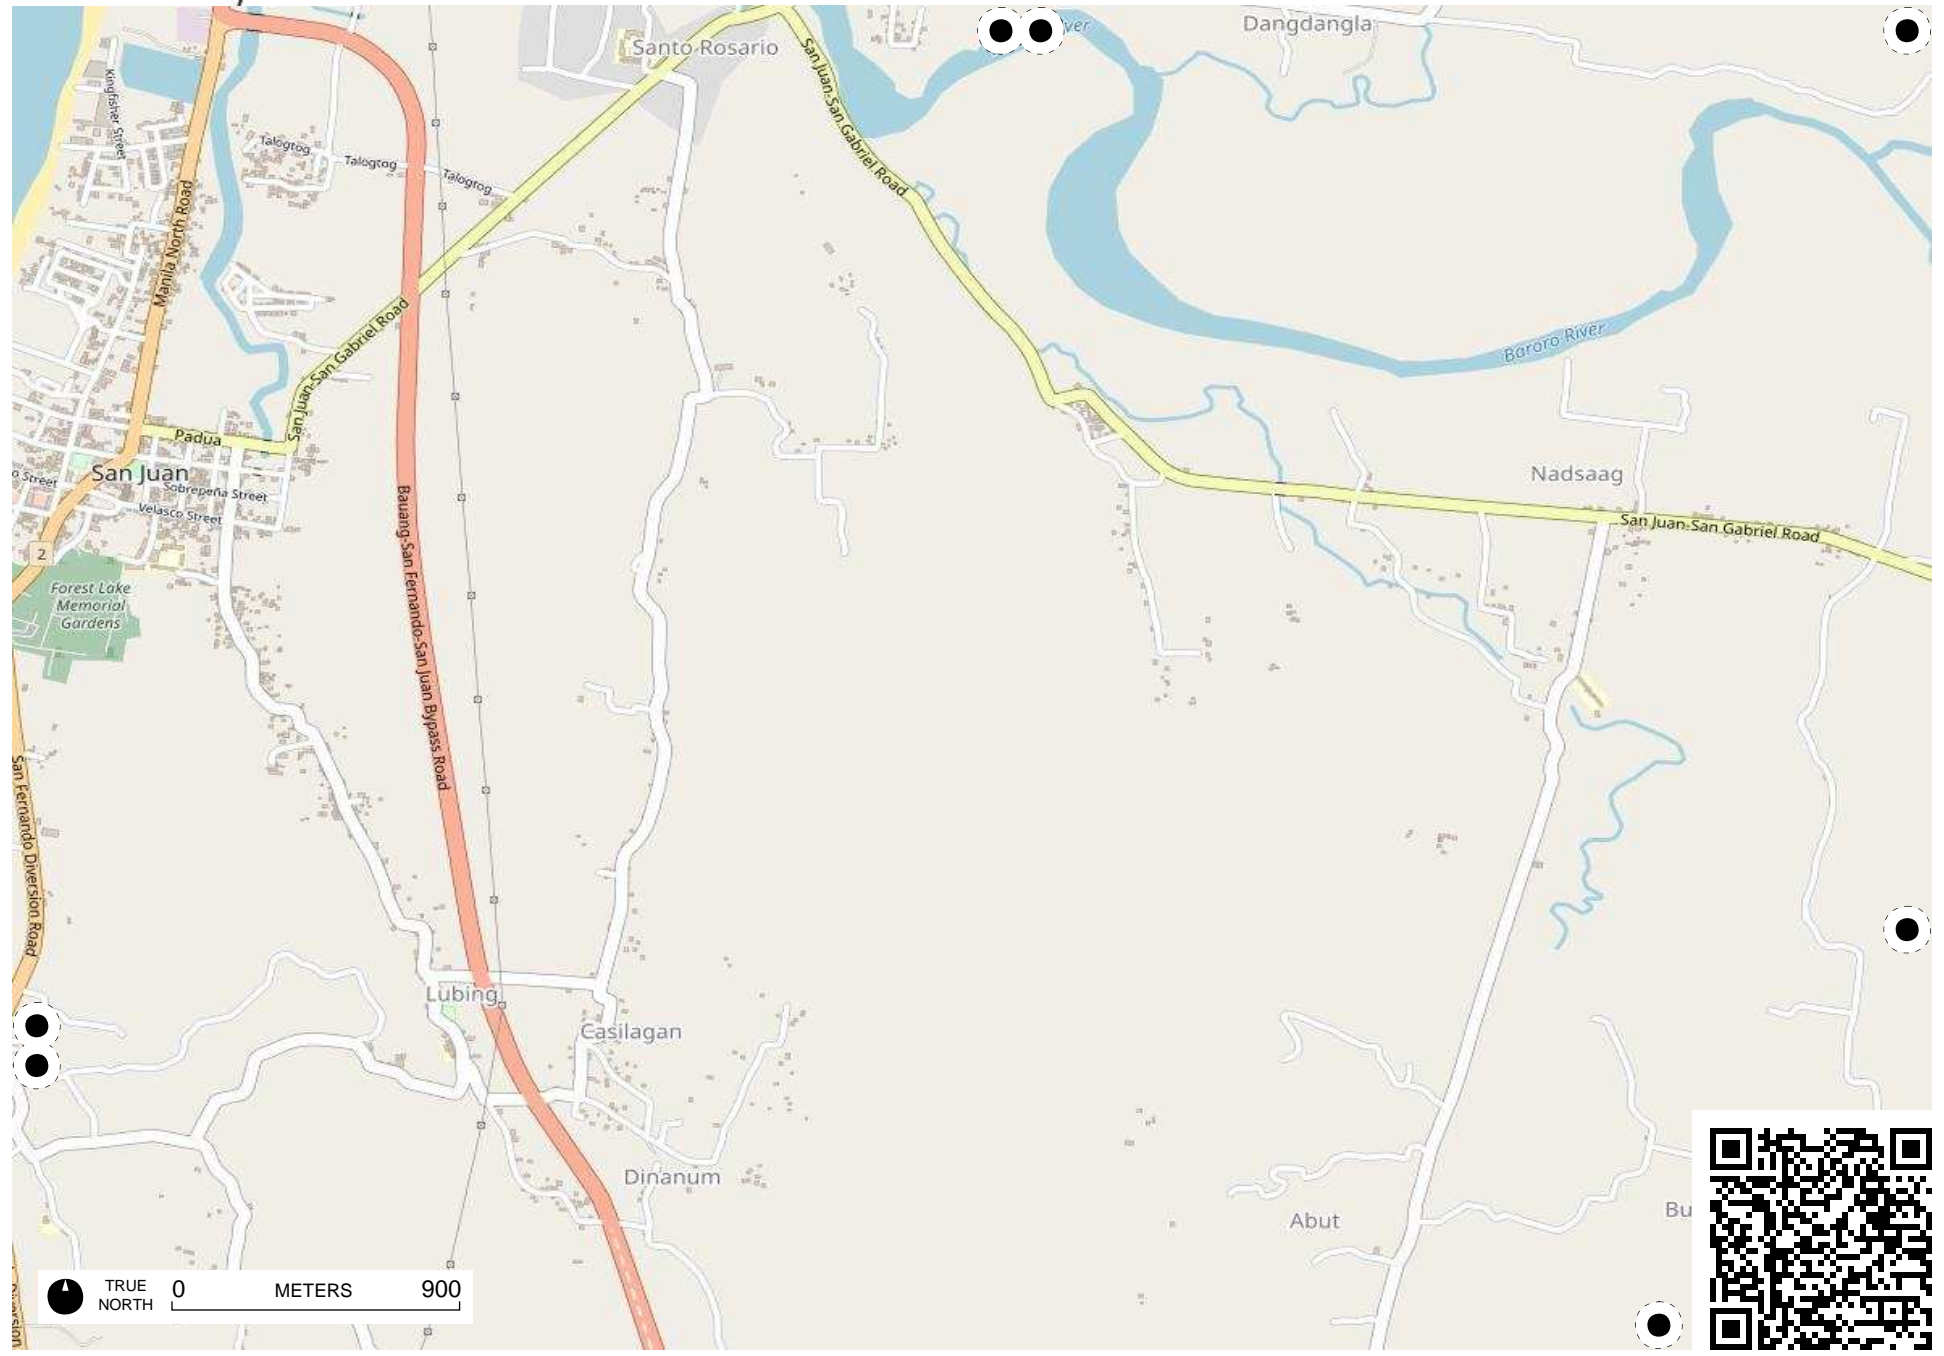 Santo Rosario
Dangdangla
Kingfisher Street
San Juan-San Gabriel Road
Talogtog
Talogtog
Talogtog
Manila North Road
San Juan-San Gabriel Road
Bararo River
Padua
San Juan
Nadsaag
Sobrepeña Street
Velasco Street
Bauang-San Fernando-San Juan Bypass Road
San Juan-San Gabriel Road
2
Forest Lake
Memorial
Gardens
San Fernando Diversion Road
Lubing
Casilagan
Dinanum
Abut
Bu
TRUE
NORTH
0 METERS 900